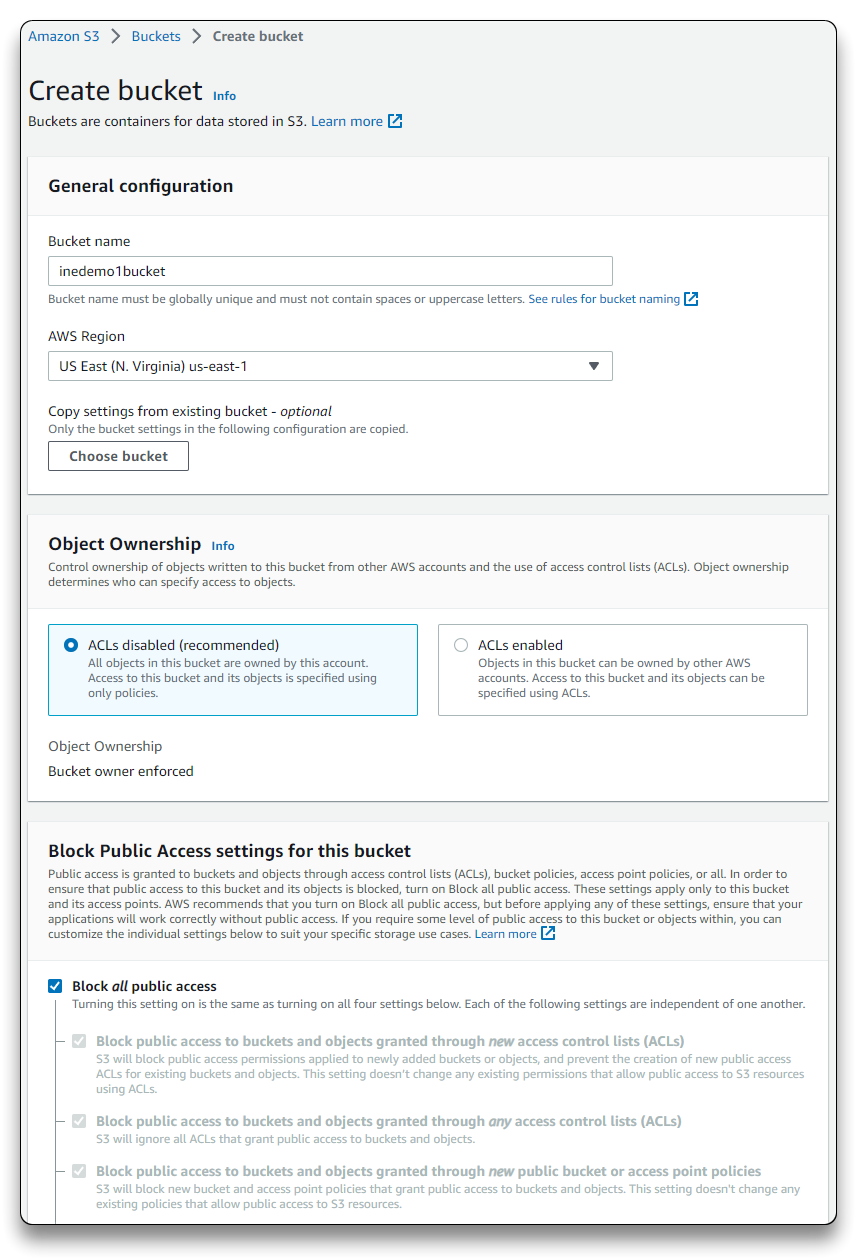 Amazon S3 > Buckets > Create bucket
Create bucket Info
Buckets are containers for data stored in S3. Learn more
General configuration
Bucket name
inedemo1bucket
Bucket name must be globally unique and must not contain spaces or uppercase letters. See rules for bucket naming
AWS Region
US East (N. Virginia) us-east-1
Copy settings from existing bucket - optional
Only the bucket settings in the following configuration are copied.
Choose bucket
Object Ownership Info
Control ownership of objects written to this bucket from other AWS accounts and the use of access control lists (ACLs). Object ownership
determines who can specify access to objects.
ACLs disabled (recommended)
All objects in this bucket are owned by this account.
Access to this bucket and its objects is specified using
only policies.
ACLs enabled
Objects in this bucket can be owned by other AWS
accounts. Access to this bucket and its objects can be
specified using ACLs.
Object Ownership
Bucket owner enforced
Block Public Access settings for this bucket
Public access is granted to buckets and objects through access control lists (ACLs), bucket policies, access point policies, or all. In order to
ensure that public access to this bucket and its objects is blocked, turn on Block all public access. These settings apply only to this bucket
and its access points. AWS recommends that you turn on Block all public access, but before applying any of these settings, ensure that your
applications will work correctly without public access. If you require some level of public access to this bucket or objects within, you can
customize the individual settings below to suit your specific storage use cases. Learn more
Block all public access
Turning this setting on is the same as turning on all four settings below. Each of the following settings are independent of one another.
Block public access to buckets and objects granted through new access control lists (ACLs)
S3 will block public access permissions applied to newly added buckets or objects, and prevent the creation of new public access
ACLs for existing buckets and objects. This setting doesn't change any existing permissions that allow public access to S3 resources
using ACLs.
Block public access to buckets and objects granted through any access control lists (ACLs)
S3 will ignore all ACLs that grant public access to buckets and objects.
Block public access to buckets and objects granted through new public bucket or access point policies
S3 will block new bucket and access point policies that grant public access to buckets and objects. This setting doesn't change any
existing policies that allow public access to S3 resources.